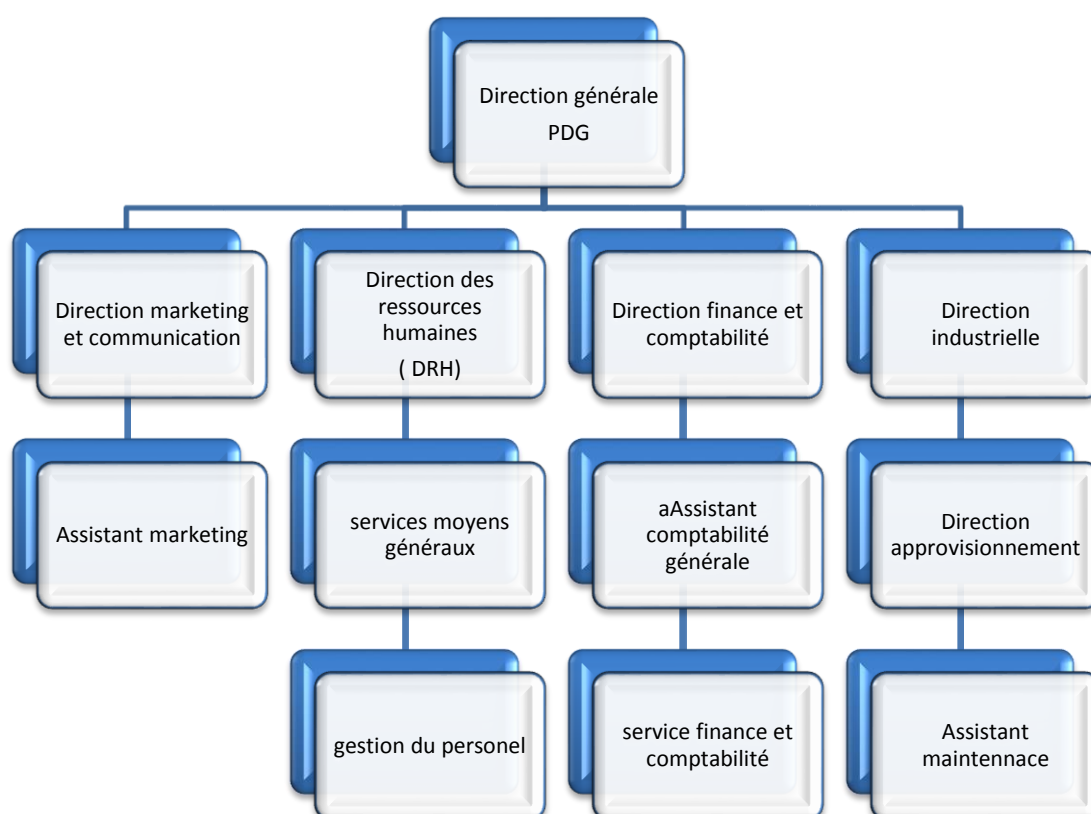 Direction générale
PDG
Direction marketing
et communication
Direction des
ressources
humaines
( DRH)
Direction finance et
comptabilité
Direction
industrielle
Assistant marketing
services moyens
généraux
aAssistant
comptabilité
générale
Direction
approvisionnement
gestion du personel
service finance et
comptabilité
Assistant
maintennace